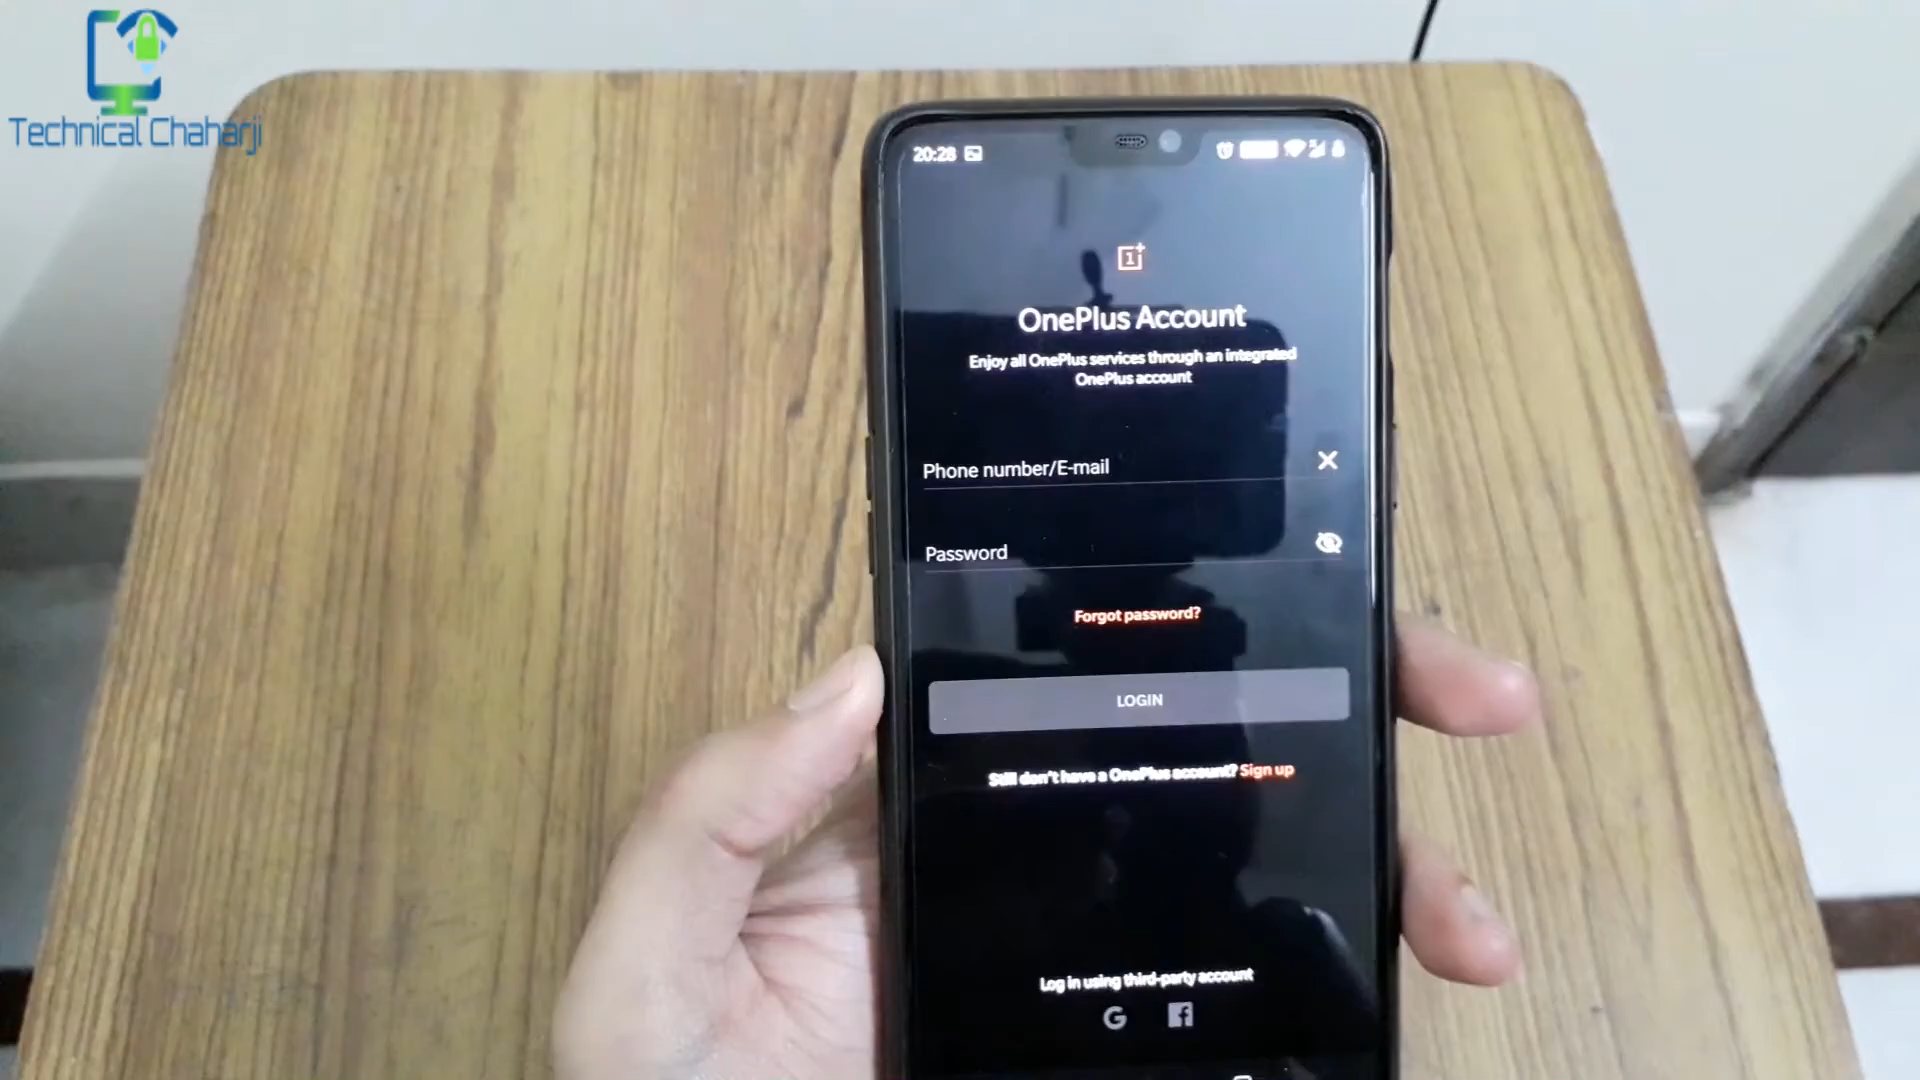 Technical Chaharji
20:28
OnePlus Account
Enjoy all OnePlus services through an integrated
OnePlus account
Phone number/E-mail
Password
Forgot password?
LOGIN
Still don't have a OnePlus account? Sign up
Log in using third-party account